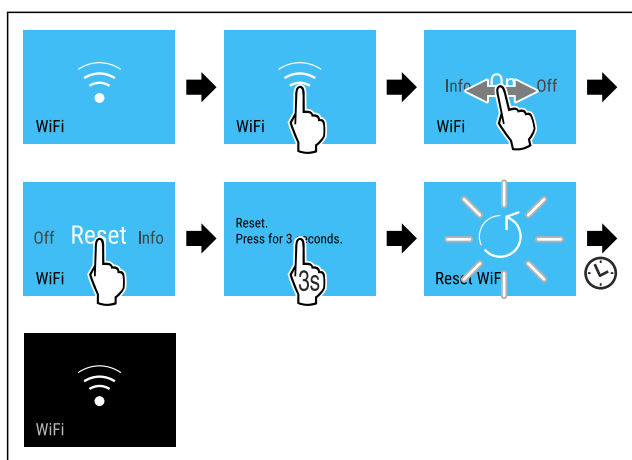 WiFi
WiFi
Info On Off
WiFi
Off Reset Info
WiFi
Reset.
Press for 3 seconds.
3s
Reset WiFi
WiFi